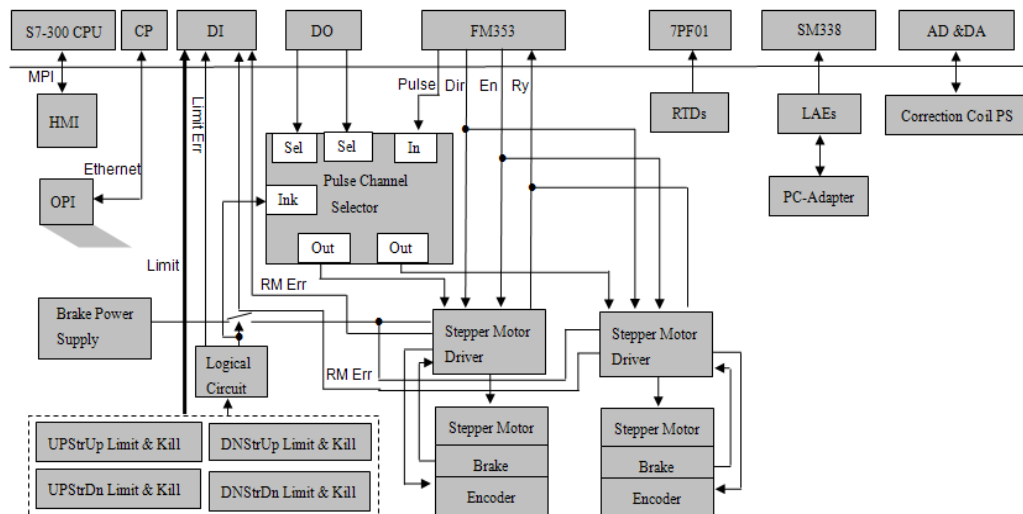 S7-300 CPU
CP
DI
DO
FM353
7PF01
SM338
AD &DA
MPI
Limit Err
Pulse
Dir
En
Ry
HMI
RTDs
LAEs
Correction Coil PS
Sel
Sel
In
Pulse Channel
Selector
Ethernet
OPI
Ink
PC-Adapter
Out
Out
Limit
RM Err
Brake Power
Supply
Stepper Motor
Driver
Stepper Motor
Driver
Logical
Circuit
RM Err
UPStrUp Limit & Kill
DNStrUp Limit & Kill
UPStrDn Limit & Kill
DNStrDn Limit & Kill
Stepper Motor
Brake
Encoder
Stepper Motor
Brake
Encoder